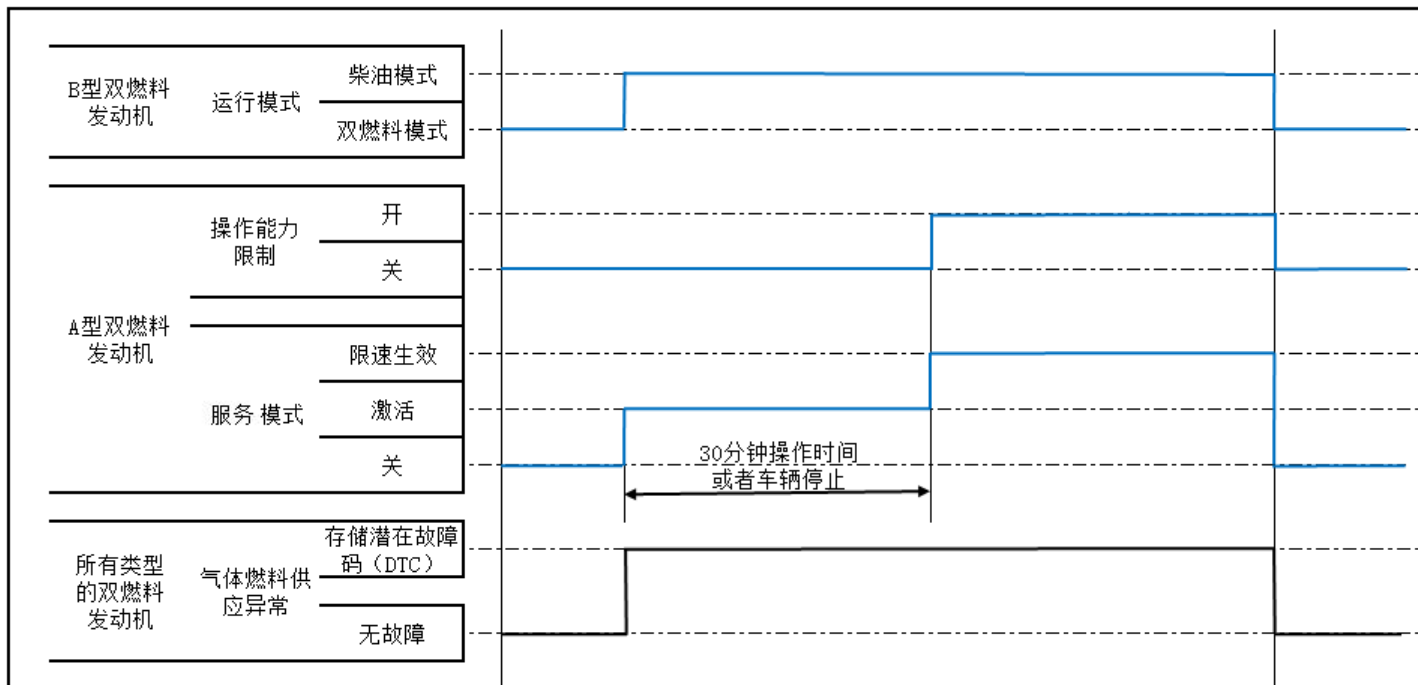 B型双燃料
发动机
运行模式
柴油模式
双燃料模式
A型双燃料
发动机
操作能力
限制
开
关
服务 模式
限速生效
激活
关
30分钟操作时间
或者车辆停止
所有类型
的双燃料
发动机
气体燃料供
应异常
存储潜在故障
码（DTC）
无故障